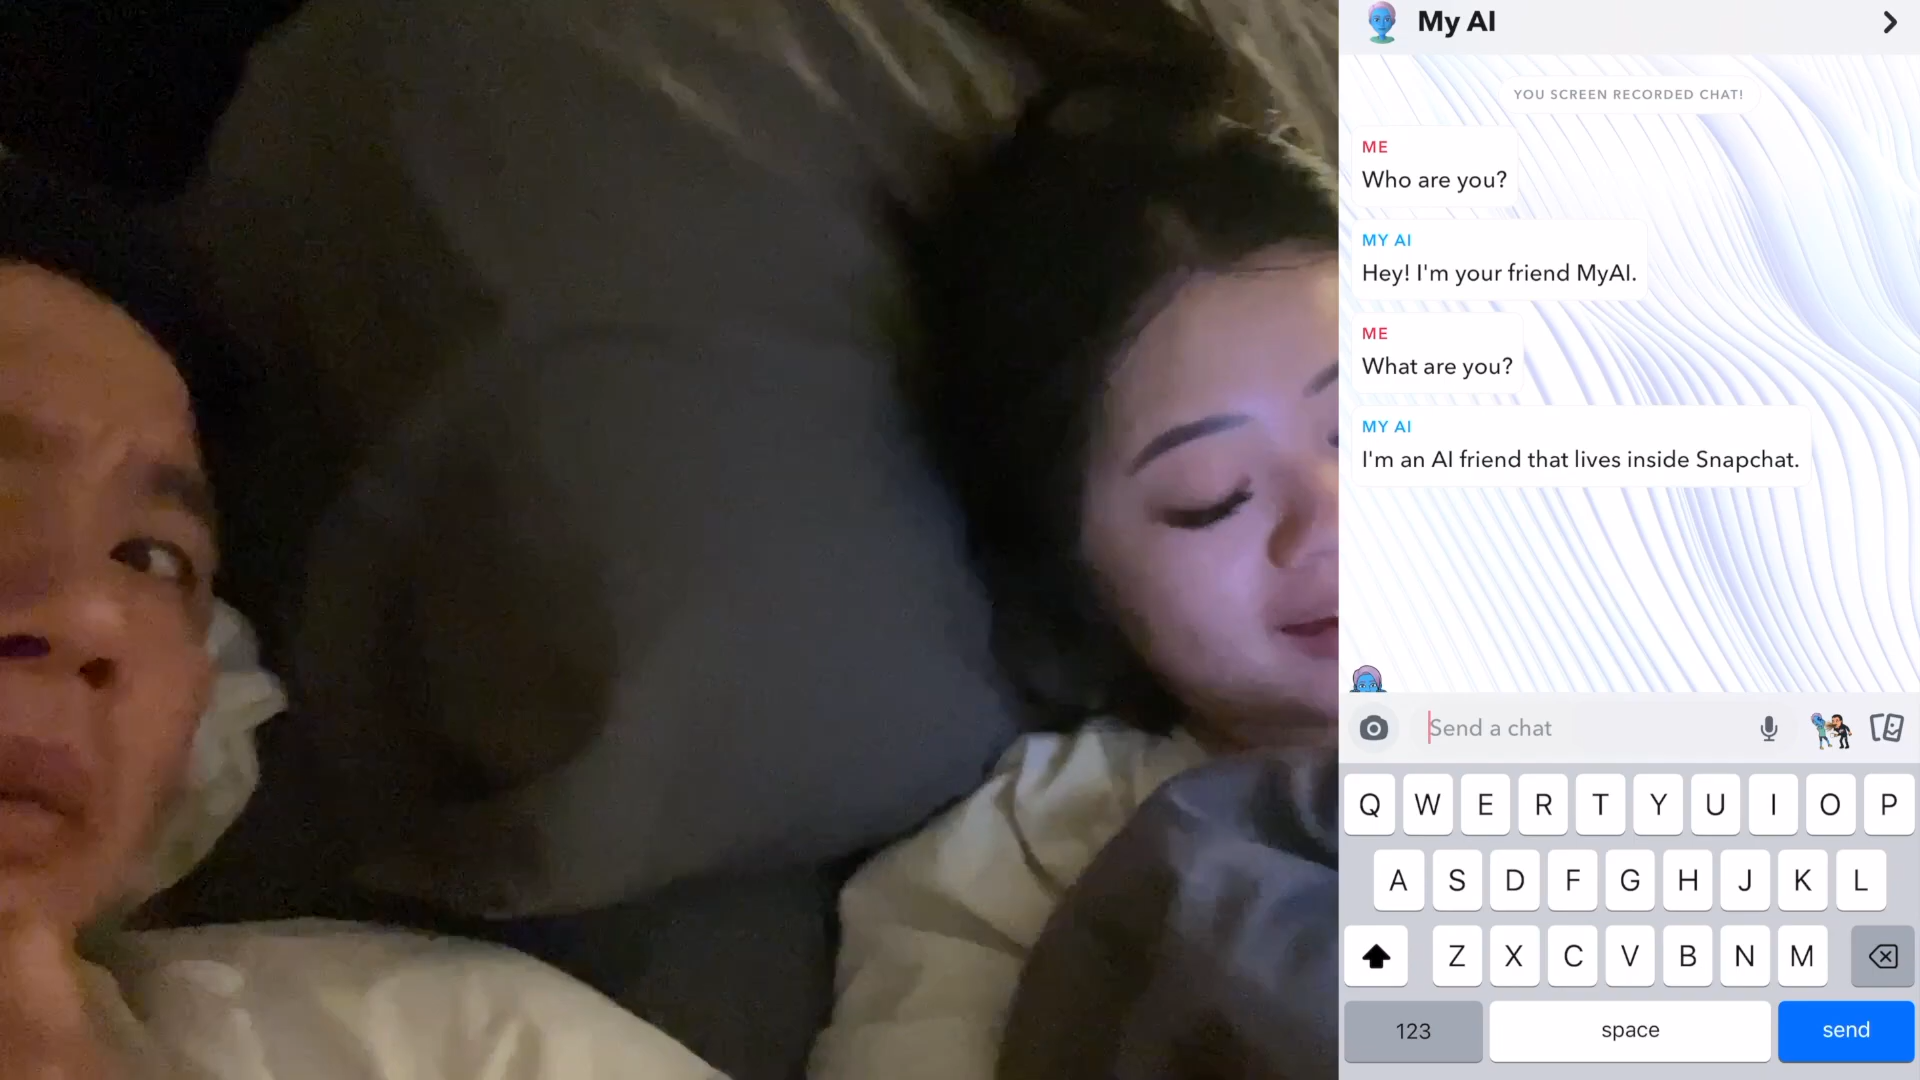 My AI
YOU SCREEN RECORDED CHAT!
ME
Who are you?
MY AI
Hey! I'm your friend MyAI.
ME
What are you?
MY AI
I'm an AI friend that lives inside Snapchat.
Send a chat
Q W E R T Y U I O P
A S D F G H J K L
Z X C V B N M
123 space send